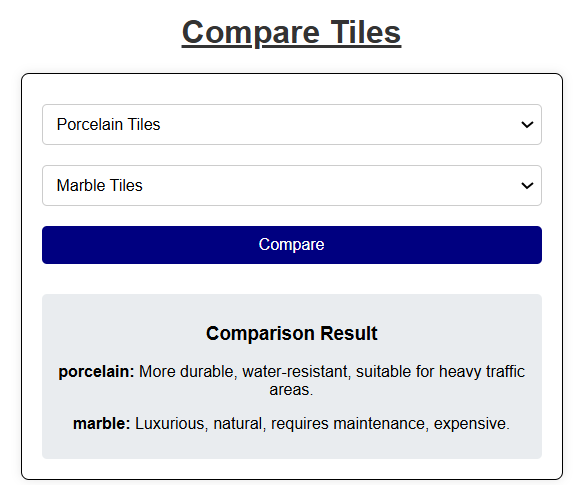 Compare Tiles
Porcelain Tiles
Marble Tiles
Compare
Comparison Result
porcelain: More durable, water-resistant, suitable for heavy traffic
areas.
marble: Luxurious, natural, requires maintenance, expensive.